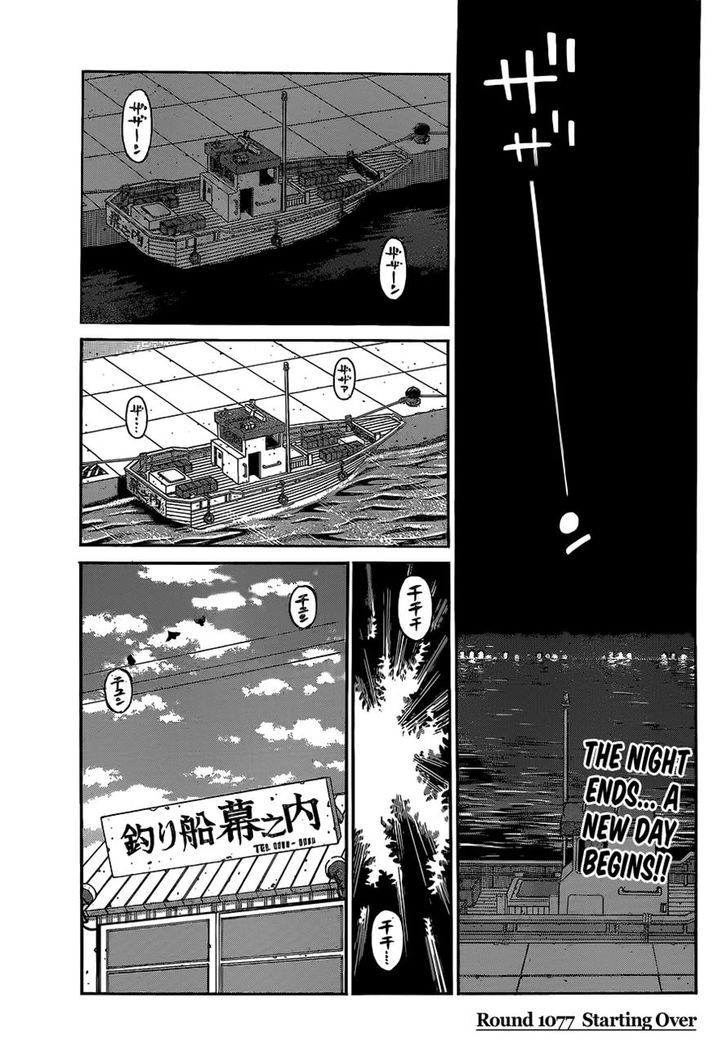 ザザーン
THE NIGHT
ENDS... A
NEW DAY
BEGINS!!
ザザーン
ザザーン
ザザァ
ザ……
チチチ
チチ……
チュン
チュン
釣り船 幕之内
Round 1077 Starting Over